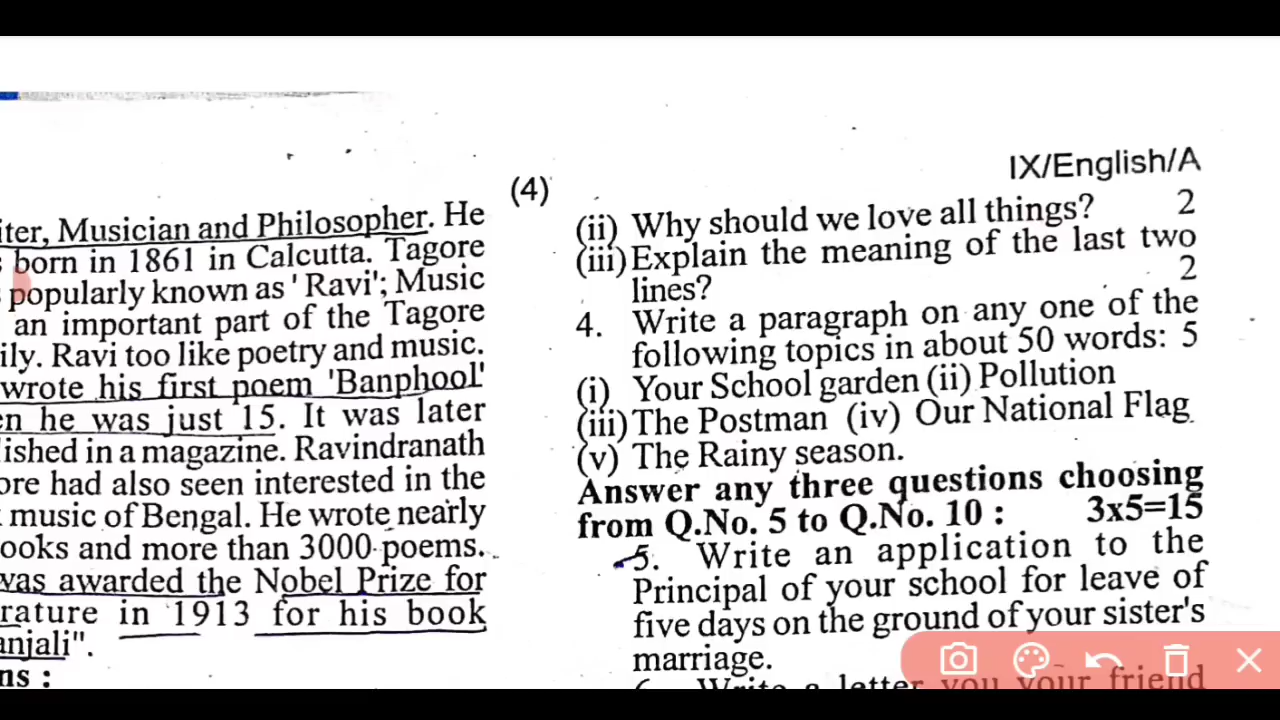 iter, Musician and Philosopher. He
born in 1861 in Calcutta. Tagore
popularly known as ' Ravi'; Music
an important part of the Tagore
ily. Ravi too like poetry and music.
wrote his first poem 'Banphool'
en he was just 15. It was later
ished in a magazine. Ravindranath
ore had also seen interested in the
music of Bengal. He wrote nearly
ooks and more than 3000 poems.
was awarded the Nobel Prize for
rature in 1913 for his book
anjali".
ns :
(4)
IX/English/A
(ii) Why should we love all things? 2
(iii) Explain the meaning of the last two
lines? 2
4. Write a paragraph on any one of the
following topics in about 50 words: 5
(i) Your School garden (ii) Pollution
(iii) The Postman (iv) Our National Flag
(v) The Rainy season.
Answer any three questions choosing
from Q.No. 5 to Q.No. 10 : 3x5=15
5. Write an application to the
Principal of your school for leave of
five days on the ground of your sister's
marriage.
6. Write a letter you your friend